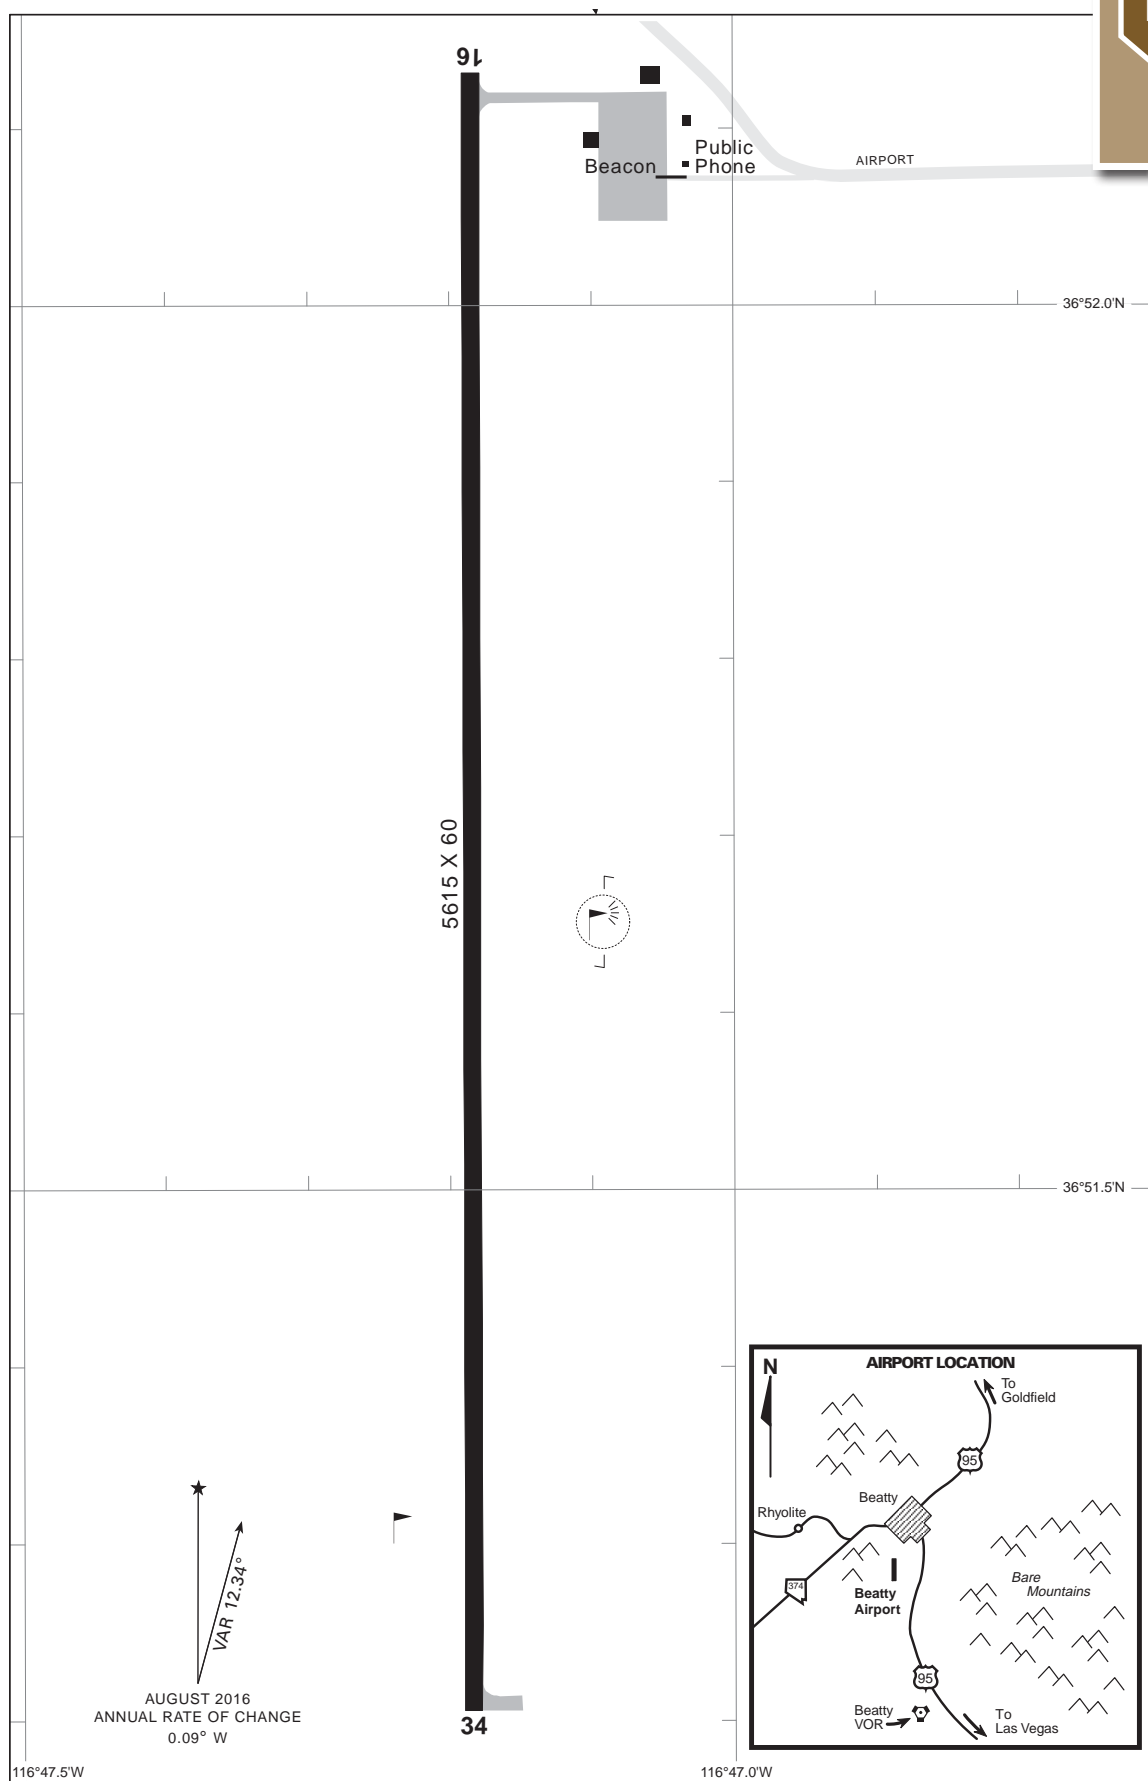 16
Public
Phone
Beacon
AIRPORT
36°52.0'N
5615 X 60
36°51.5'N
VAR 12.34°
AUGUST 2016
ANNUAL RATE OF CHANGE
0.09° W
34
116°47.5'W
116°47.0'W
AIRPORT LOCATION
N
To
Goldfield
95
Beatty
Rhyolite
374
Beatty
Airport
Bare
Mountains
95
Beatty
VOR
To
Las Vegas